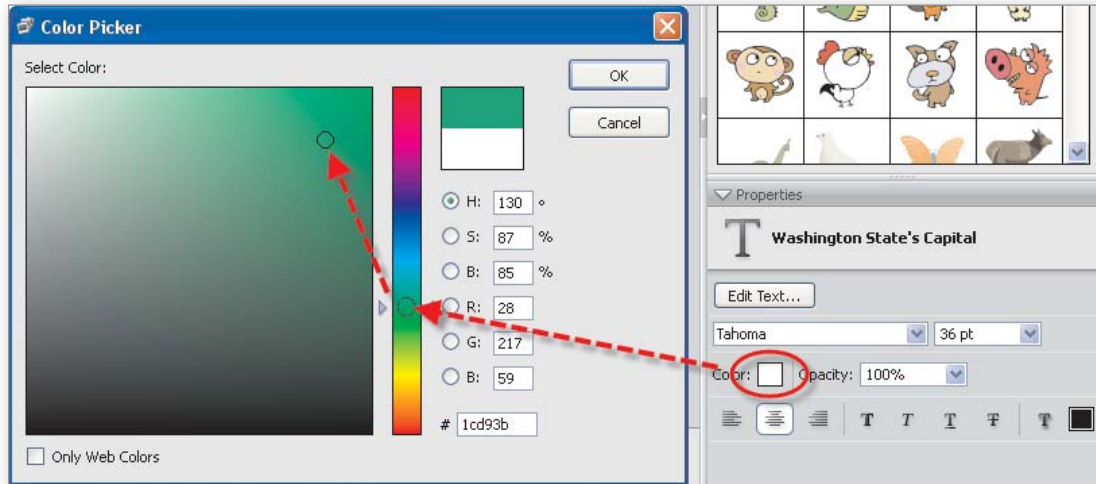 Color Picker
Select Color:
OK
Cancel
H: 130 °
S: 87 %
B: 85 %
R: 28
G: 217
B: 59
# 1cd93b
Only Web Colors
Properties
T Washington State's Capital
Edit Text...
Tahoma 36 pt
Color: Opacity: 100%
T T T T T